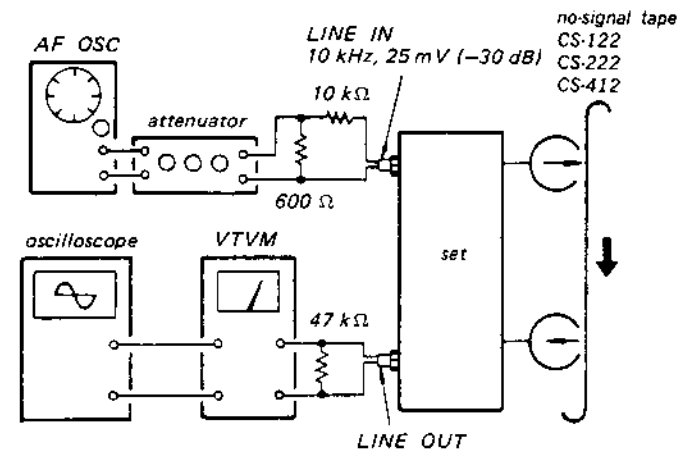 no-signal tape
CS-122
CS-222
CS-412
AF OSC
LINE IN
10 kHz, 25 mV (−30 dB)
attenuator
10 kΩ
600 Ω
oscilloscope
VTVM
set
47 kΩ
LINE OUT